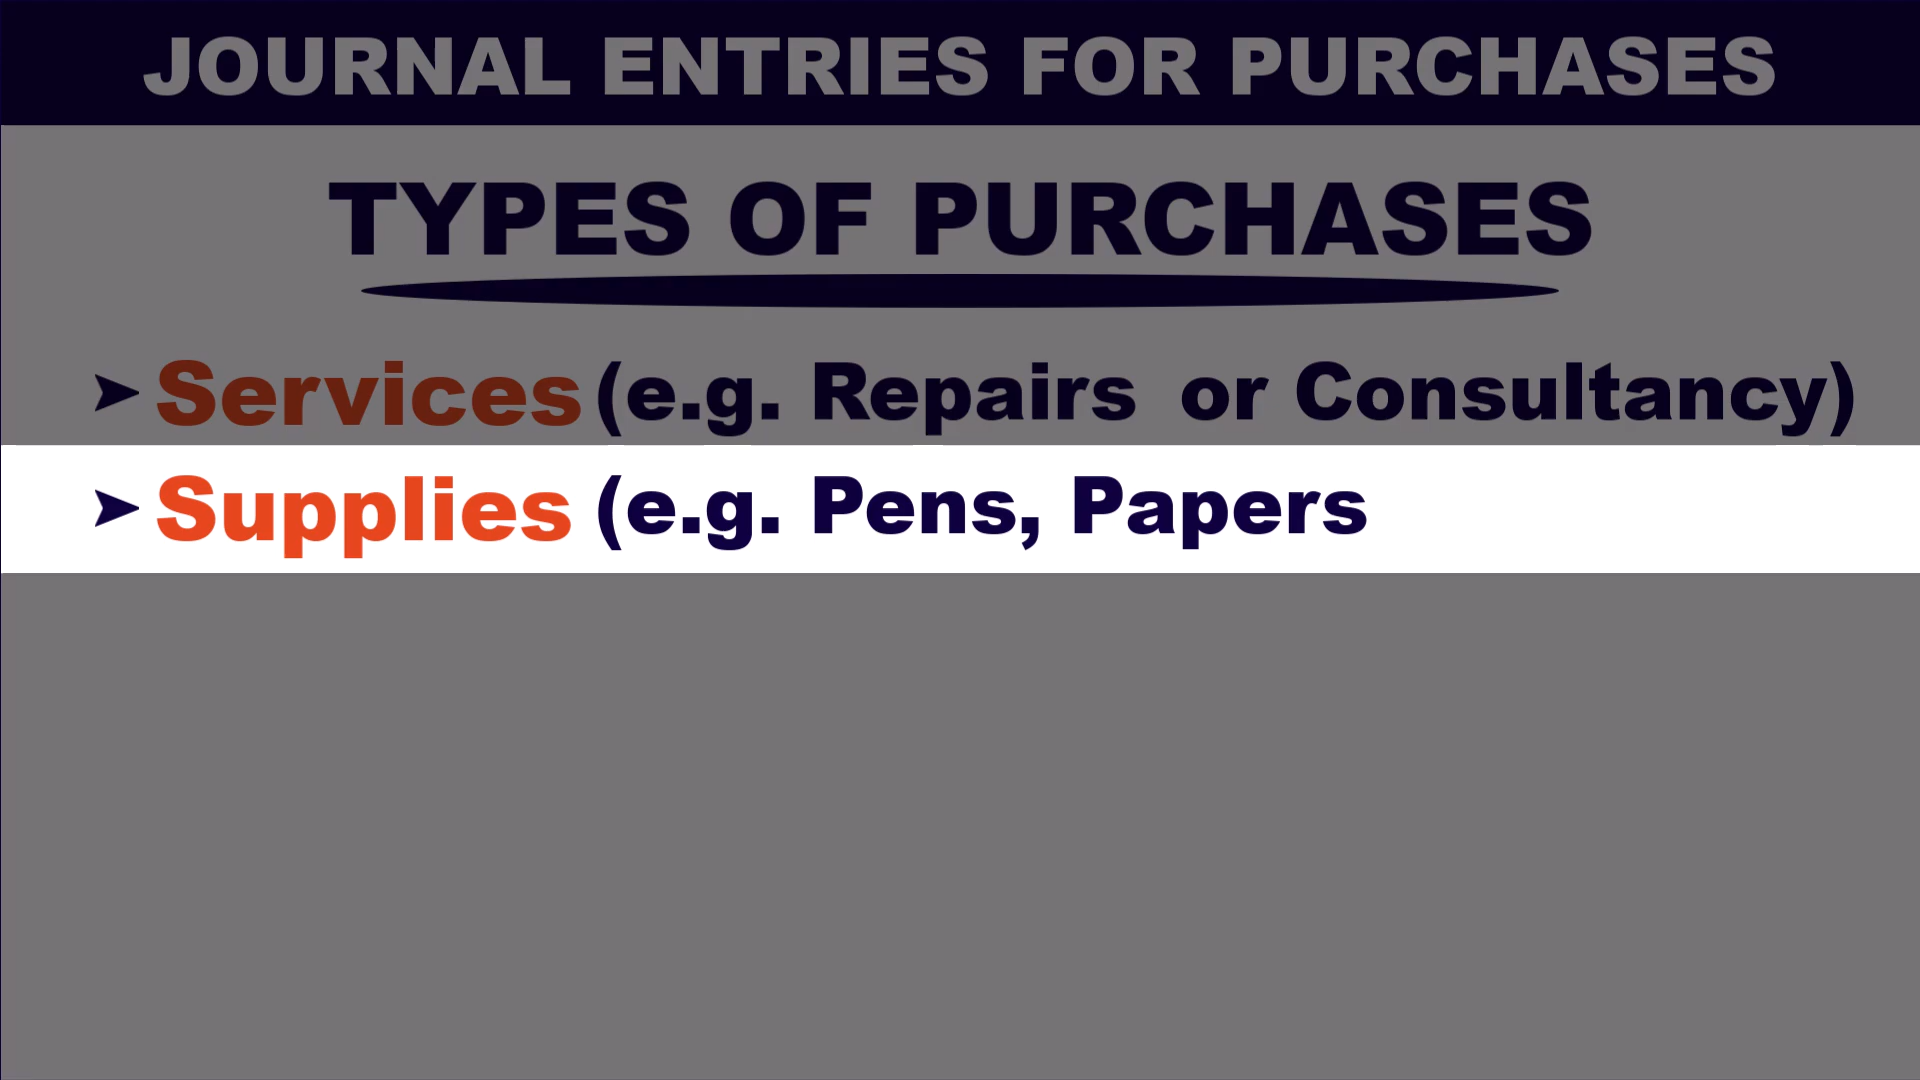 JOURNAL ENTRIES FOR PURCHASES
TYPES OF PURCHASES
➤ Services (e.g. Repairs or Consultancy)
➤ Supplies (e.g. Pens, Papers